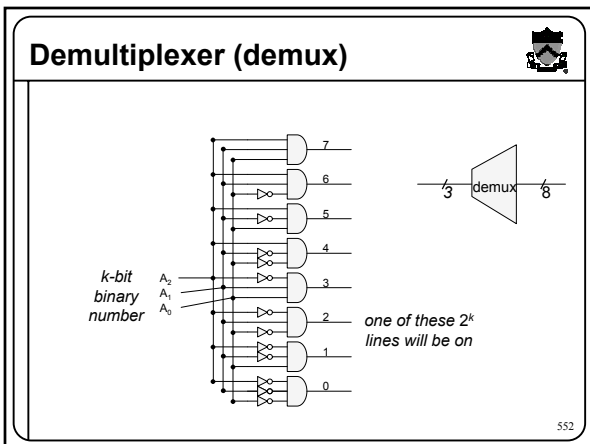 Demultiplexer (demux)
7
6
5
4
3
2
1
0
A₂
A₁
A₀
k-bit
binary
number
one of these 2ᵏ
lines will be on
3
demux
8
552